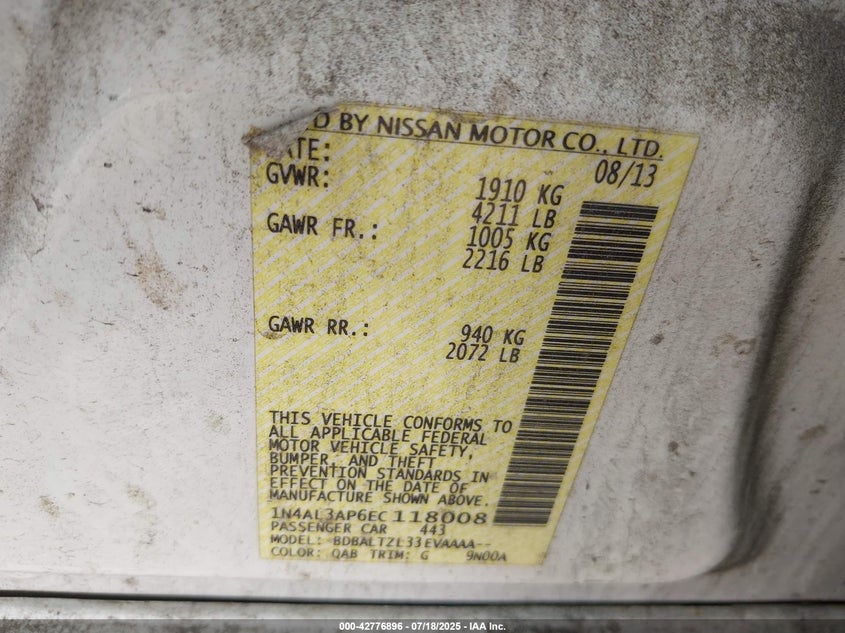 D BY NISSAN MOTOR CO., LTD.
ATE: 08/13
GVWR: 1910 KG
4211 LB
GAWR FR.: 1005 KG
2216 LB
GAWR RR.: 940 KG
2072 LB
THIS VEHICLE CONFORMS TO
ALL APPLICABLE FEDERAL
MOTOR VEHICLE SAFETY,
BUMPER, AND THEFT
PREVENTION STANDARDS IN
EFFECT ON THE DATE OF
MANUFACTURE SHOWN ABOVE.
1N4AL3AP6EC118008
PASSENGER CAR 443
MODEL: BDBALTZL33EVAAAA--
COLOR: QAB TRIM: G 9N00A
000-42776896 - 07/18/2025 - IAA Inc.